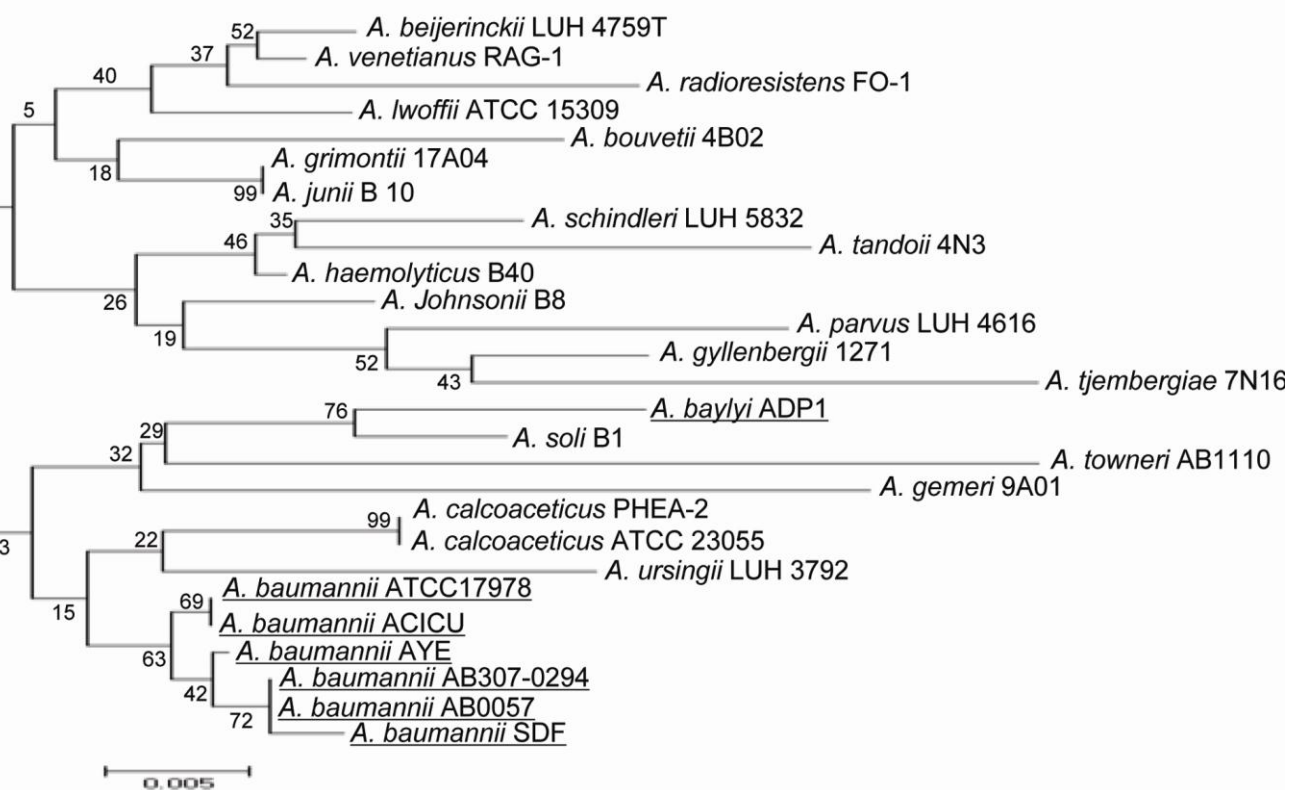 52
A. beijerinckii LUH 4759T
37
A. venetianus RAG-1
40
A. radioresistens FO-1
5
A. lwoffii ATCC 15309
A. bouvetii 4B02
18
A. grimontii 17A04
99
A. junii B 10
35
A. schindleri LUH 5832
46
A. tandoii 4N3
A. haemolyticus B40
26
A. Johnsonii B8
19
A. parvus LUH 4616
52
A. gyllenbergii 1271
43
A. tjembergiae 7N16
76
A. baylyi ADP1
29
A. soli B1
32
A. towneri AB1110
A. gemeri 9A01
A. calcoaceticus PHEA-2
99
A. calcoaceticus ATCC 23055
22
3
A. ursingii LUH 3792
A. baumannii ATCC17978
69
15
A. baumannii ACICU
63
A. baumannii AYE
42
A. baumannii AB307-0294
72
A. baumannii AB0057
A. baumannii SDF
0.005